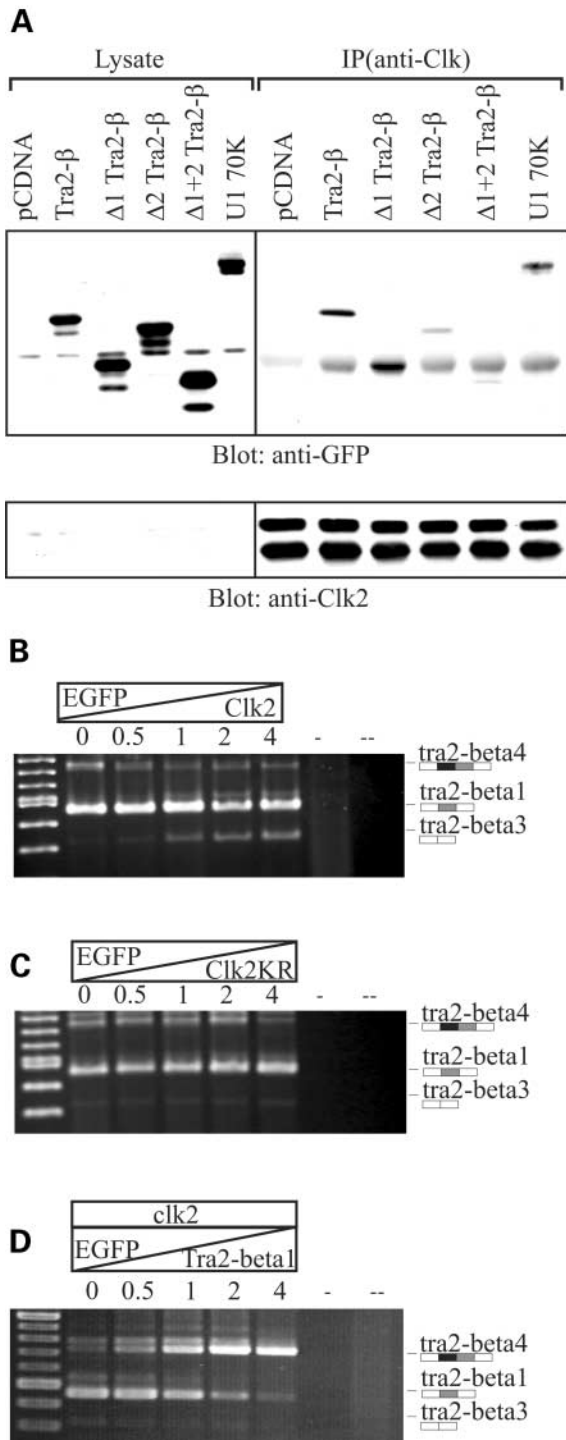 A
Lysate
IP(anti-Clk)
pCDNA
Tra2-β
Δ1 Tra2-β
Δ2 Tra2-β
Δ1+2 Tra2-β
U1 70K
pCDNA
Tra2-β
Δ1 Tra2-β
Δ2 Tra2-β
Δ1+2 Tra2-β
U1 70K
Blot: anti-GFP
Blot: anti-Clk2
B
EGFP Clk2
0 0.5 1 2 4 - --
tra2-beta4
tra2-beta1
tra2-beta3
C
EGFP Clk2KR
0 0.5 1 2 4 - --
tra2-beta4
tra2-beta1
tra2-beta3
D
clk2
EGFP Tra2-beta1
0 0.5 1 2 4 - --
tra2-beta4
tra2-beta1
tra2-beta3